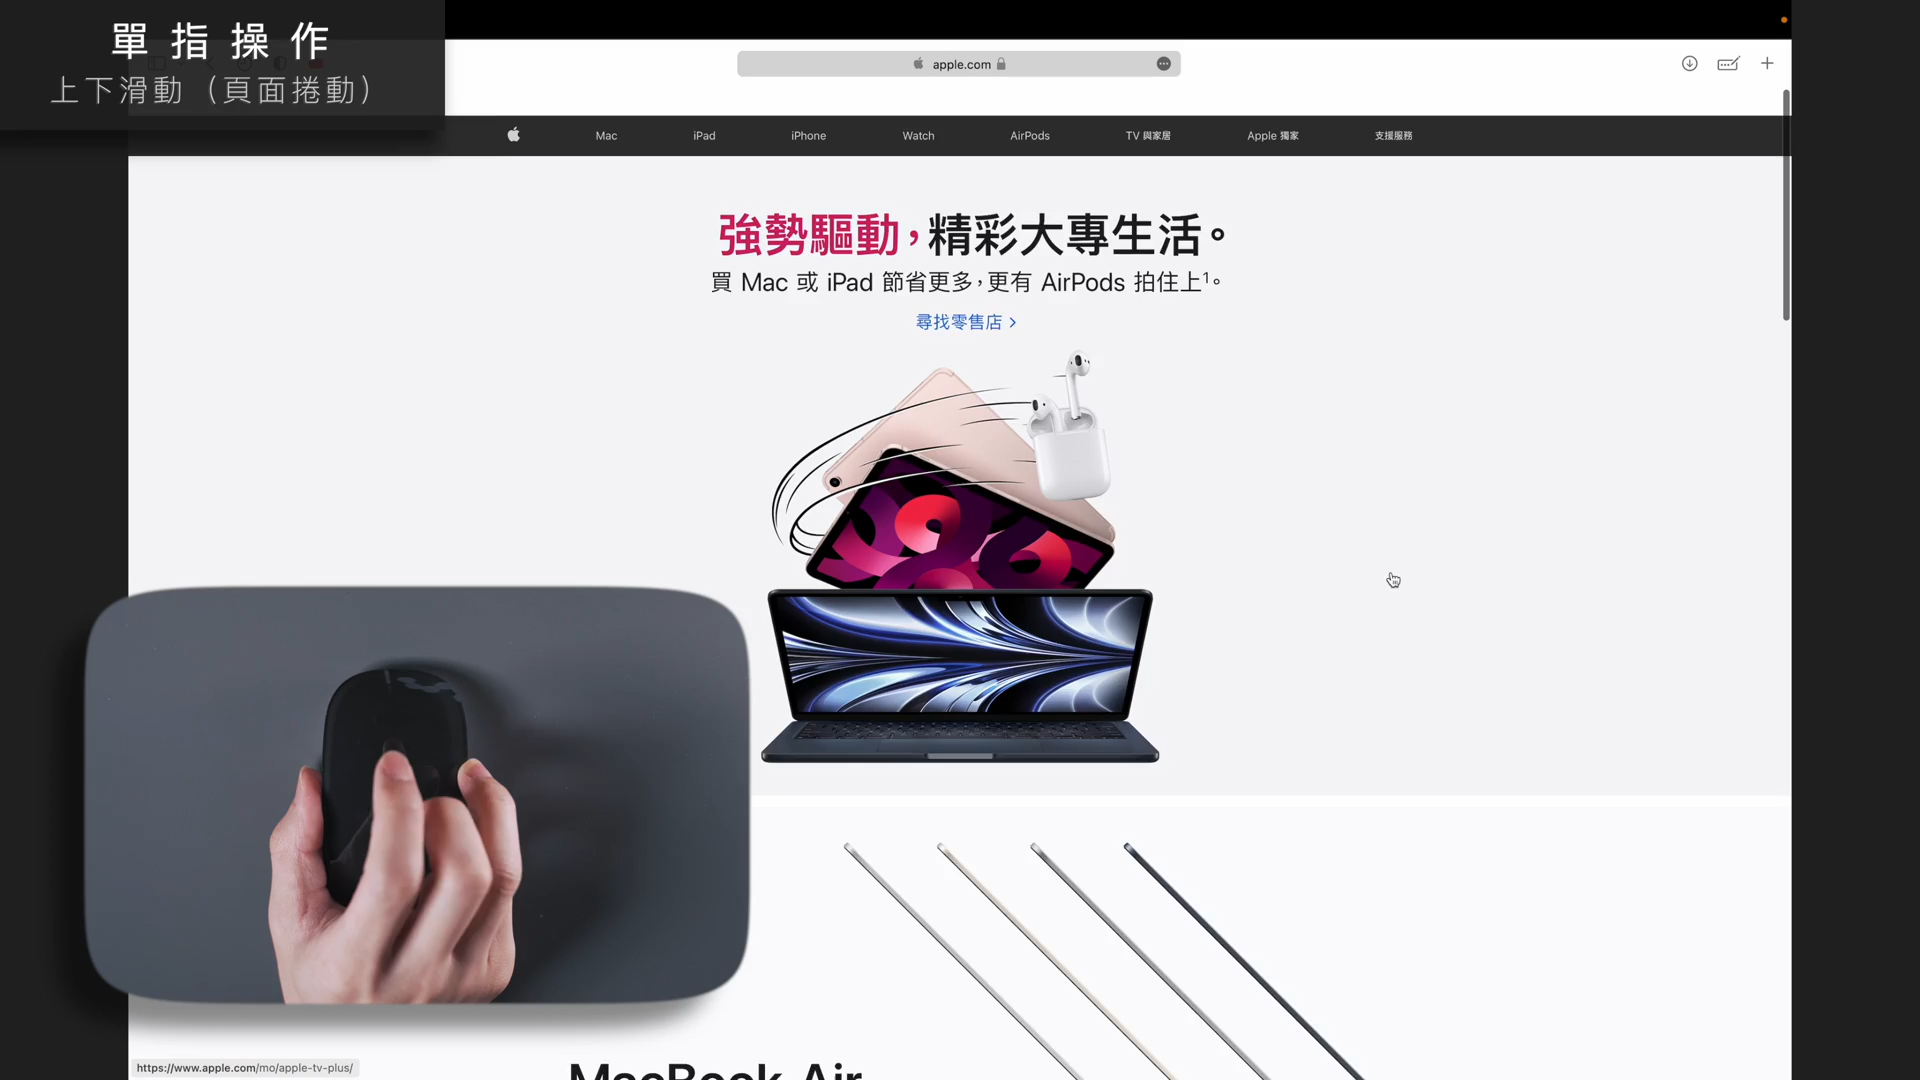 單指操作
上下滑動（頁面捲動）
apple.com
Mac
iPad
iPhone
Watch
AirPods
TV 與家居
Apple 獨家
支援服務
強勢驅動，精彩大專生活。
買 Mac 或 iPad 節省更多，更有 AirPods 拍住上¹。
尋找零售店 >
MacBook Air
https://www.apple.com/mo/apple-tv-plus/